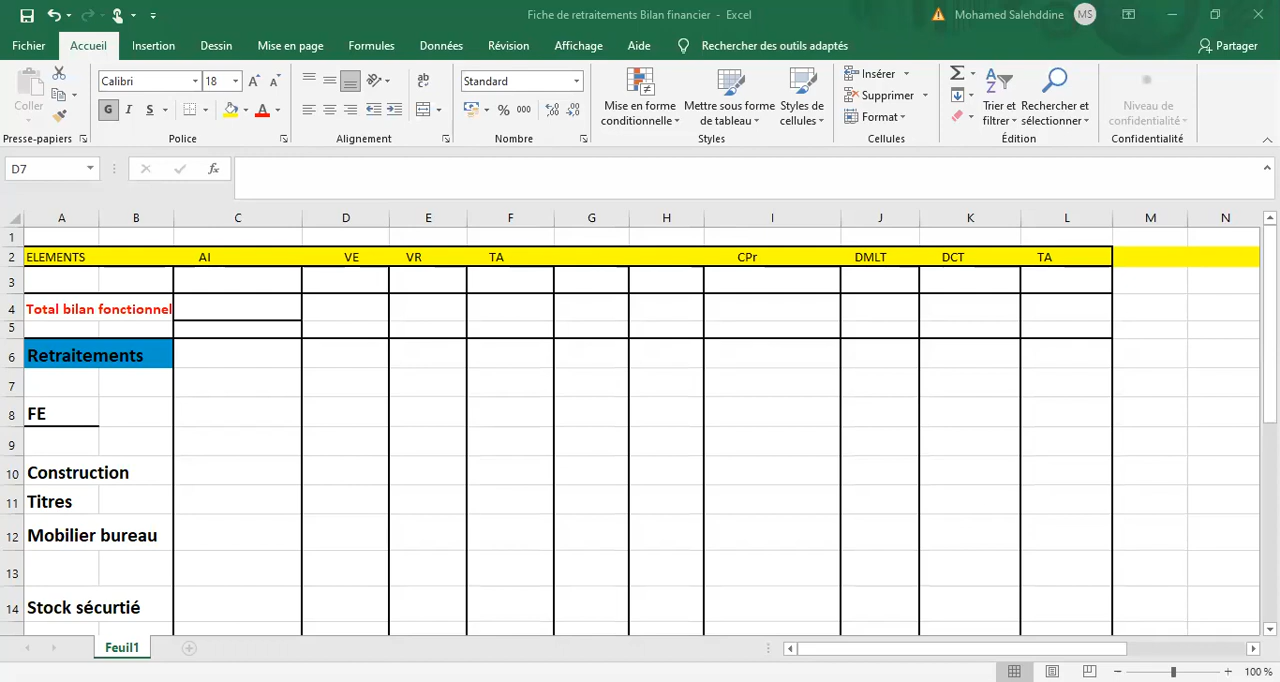 Fiche de retraitements Bilan financier - Excel
Mohamed Salehddine MS
Fichier Accueil Insertion Dessin Mise en page Formules Données Révision Affichage Aide Rechercher des outils adaptés Partager
Coller
Calibri 18
G I S
Standard
% 000
Mise en forme conditionnelle
Mettre sous forme de tableau
Styles de cellules
Insérer
Supprimer
Format
Trier et filtrer
Rechercher et sélectionner
Niveau de confidentialité
Presse-papiers Police Alignement Nombre Styles Cellules Édition Confidentialité
D7 fx
A B C D E F G H I J K L M N
1
2 ELEMENTS AI VE VR TA CPr DMLT DCT TA
3
4 Total bilan fonctionnel
5
6 Retraitements
7
8 FE
9
10 Construction
11 Titres
12 Mobilier bureau
13
14 Stock sécurtié
Feuil1
100 %